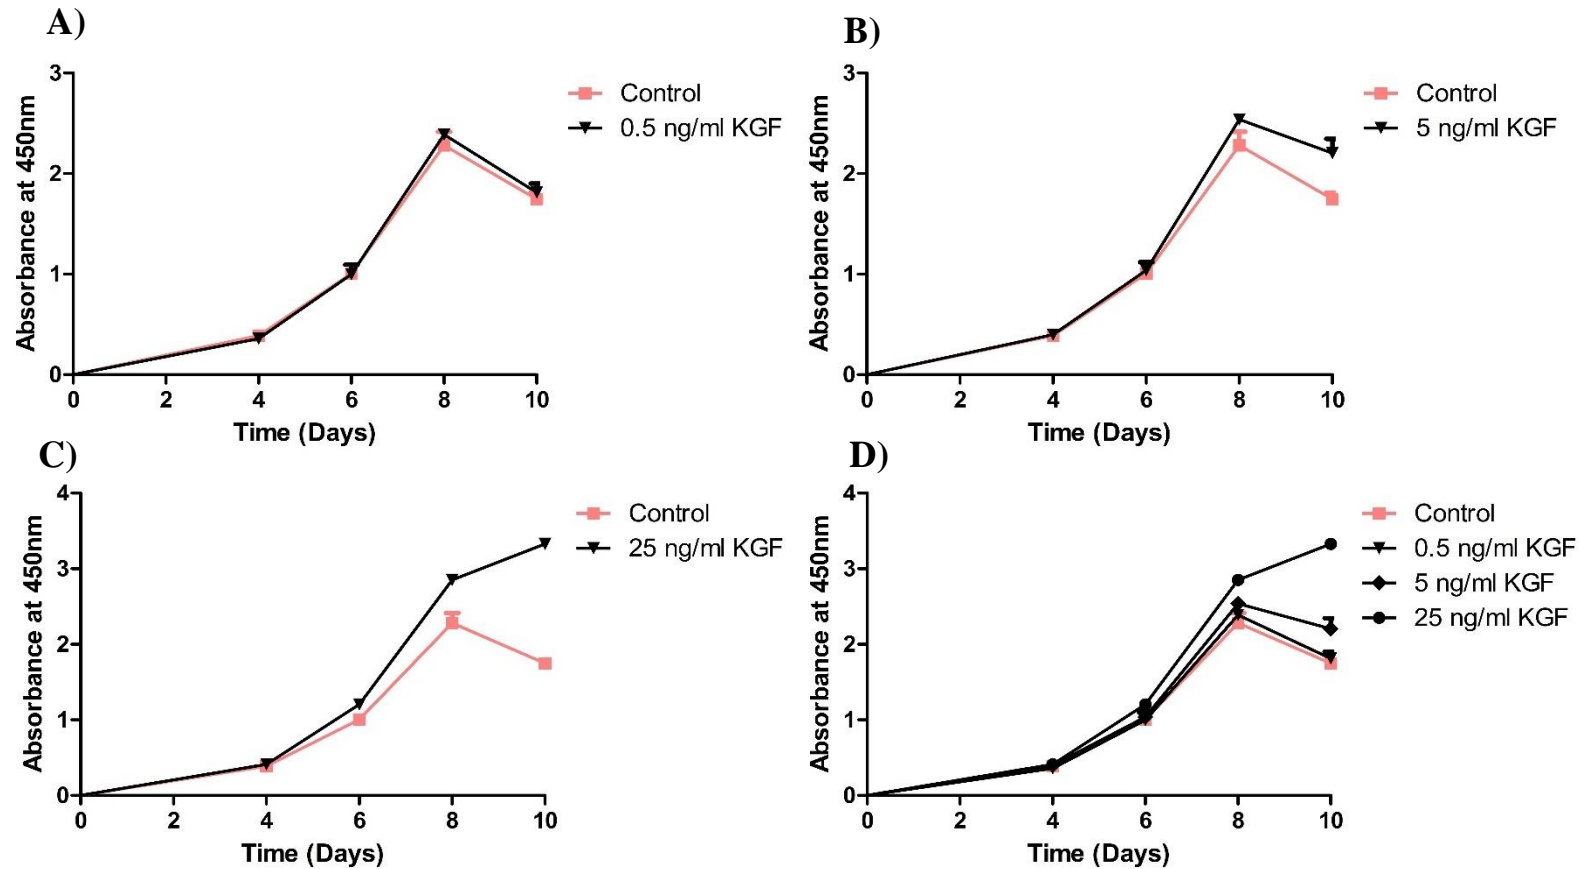 A)
Absorbance at 450nm
3
2
1
0
0 2 4 6 8 10
Time (Days)
Control
0.5 ng/ml KGF
B)
Absorbance at 450nm
3
2
1
0
0 2 4 6 8 10
Time (Days)
Control
5 ng/ml KGF
C)
Absorbance at 450nm
4
3
2
1
0
0 2 4 6 8 10
Time (Days)
Control
25 ng/ml KGF
D)
Absorbance at 450nm
4
3
2
1
0
0 2 4 6 8 10
Time (Days)
Control
0.5 ng/ml KGF
5 ng/ml KGF
25 ng/ml KGF